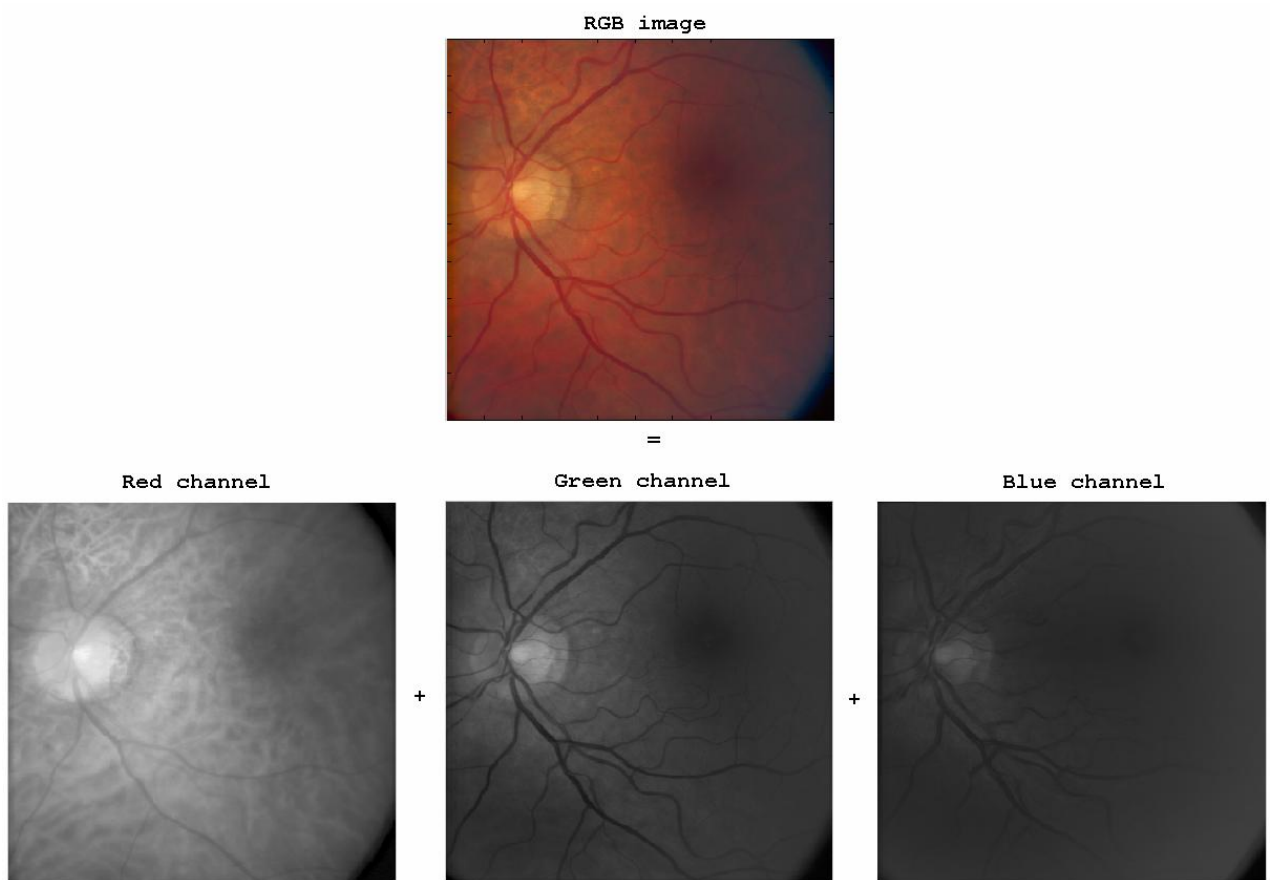 RGB image
=
Red channel
Green channel
Blue channel
+
+